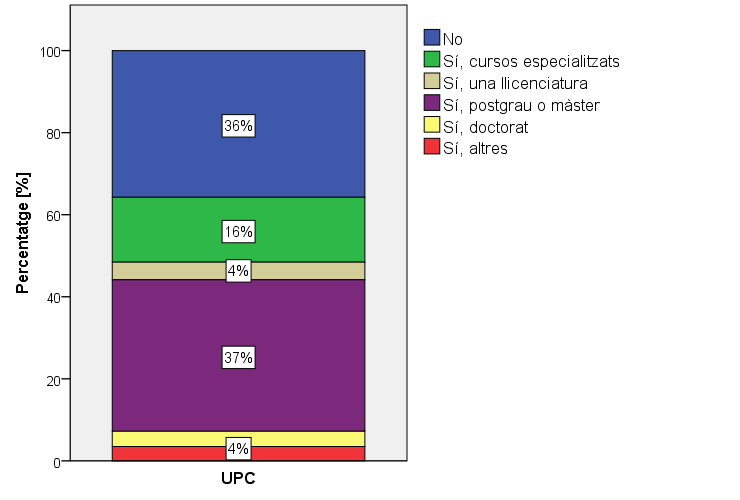 No
Sí, cursos especialitzats
Sí, una llicenciatura
Sí, postgrau o màster
Sí, doctorat
Sí, altres
Percentatge [%]
100
80
60
40
20
0
36%
16%
4%
37%
4%
UPC